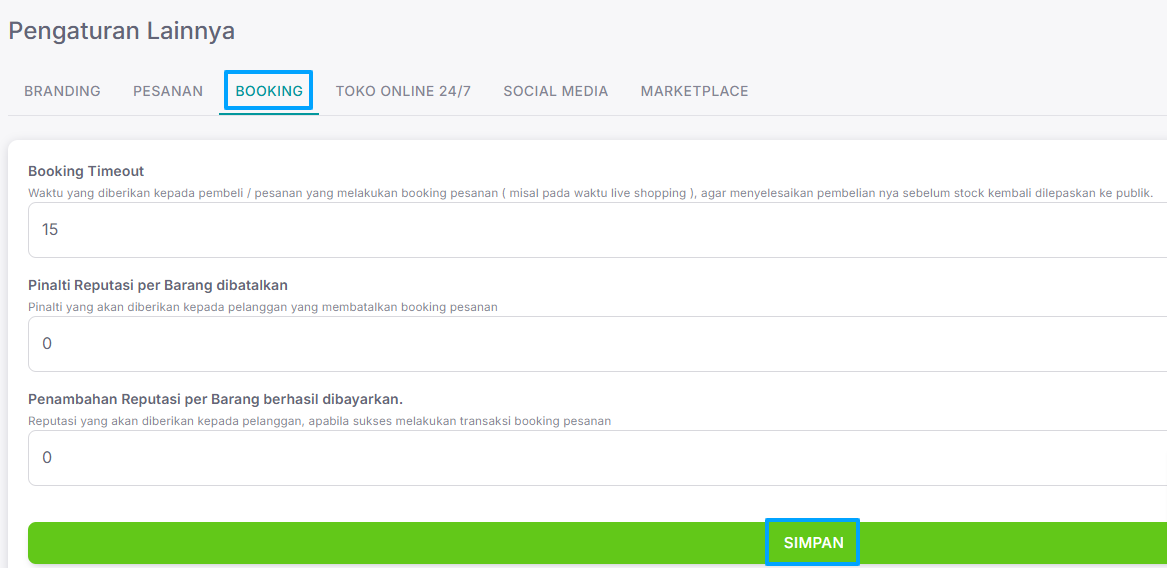 Pengaturan Lainnya
BRANDING PESANAN BOOKING TOKO ONLINE 24/7 SOCIAL MEDIA MARKETPLACE
Booking Timeout
Waktu yang diberikan kepada pembeli / pesanan yang melakukan booking pesanan ( misal pada waktu live shopping ), agar menyelesaikan pembelian nya sebelum stock kembali dilepaskan ke publik.
15
Pinalti Reputasi per Barang dibatalkan
Pinalti yang akan diberikan kepada pelanggan yang membatalkan booking pesanan
0
Penambahan Reputasi per Barang berhasil dibayarkan.
Reputasi yang akan diberikan kepada pelanggan, apabila sukses melakukan transaksi booking pesanan
0
SIMPAN